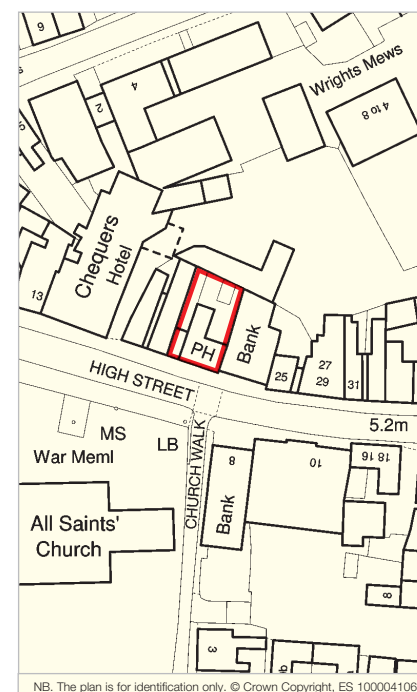 6
2
4
Wrights Mews
4 to 8
Chequers
Hotel
13
PH
Bank
HIGH STREET
25
27
29
31
5.2m
MS
LB
War Meml
CHURCH WALK
8
Bank
10
18 16
All Saints'
Church
8
3
NB. The plan is for identification only. © Crown Copyright, ES 100004106